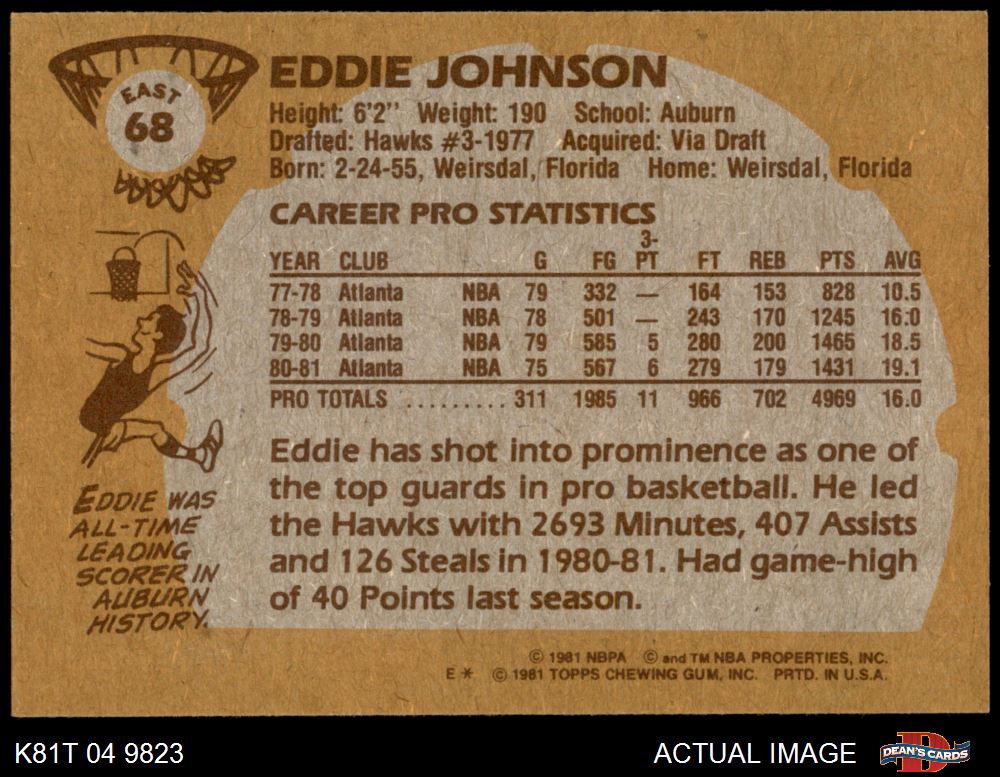 EAST
68
EDDIE JOHNSON
Height: 6'2" Weight: 190 School: Auburn
Drafted: Hawks #3-1977 Acquired: Via Draft
Born: 2-24-55, Weirsdal, Florida Home: Weirsdal, Florida
CAREER PRO STATISTICS
YEAR CLUB G FG 3-PT FT REB PTS AVG
77-78 Atlanta NBA 79 332 — 164 153 828 10.5
78-79 Atlanta NBA 78 501 — 243 170 1245 16.0
79-80 Atlanta NBA 79 585 5 280 200 1465 18.5
80-81 Atlanta NBA 75 567 6 279 179 1431 19.1
PRO TOTALS .......... 311 1985 11 966 702 4969 16.0
Eddie has shot into prominence as one of
the top guards in pro basketball. He led
the Hawks with 2693 Minutes, 407 Assists
and 126 Steals in 1980-81. Had game-high
of 40 Points last season.
EDDIE WAS
ALL-TIME
LEADING
SCORER IN
AUBURN
HISTORY.
© 1981 NBPA © and TM NBA PROPERTIES, INC.
E * © 1981 TOPPS CHEWING GUM, INC. PRTD. IN U.S.A.
K81T 04 9823
ACTUAL IMAGE
DEAN'S CARDS